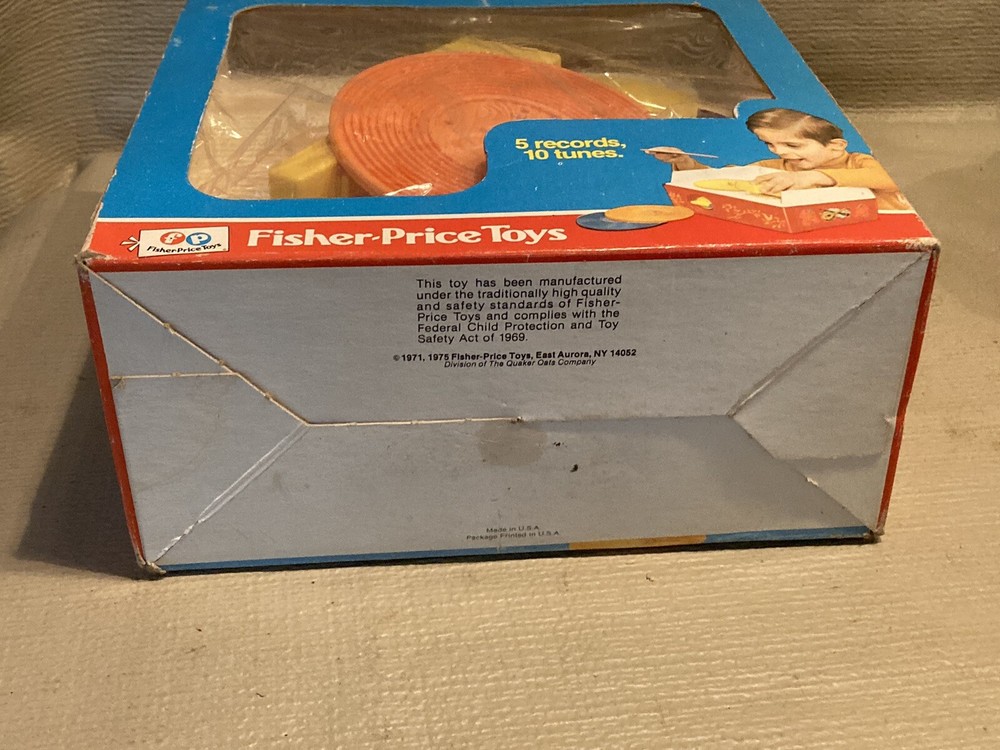 5 records,
10 tunes.
fP
Fisher-Price Toys
Fisher-Price Toys
This toy has been manufactured
under the traditionally high quality
and safety standards of Fisher-
Price Toys and complies with the
Federal Child Protection and Toy
Safety Act of 1969.
©1971, 1975 Fisher-Price Toys, East Aurora, NY 14052
Division of The Quaker Oats Company
Made in U.S.A.
Package Printed in U.S.A.